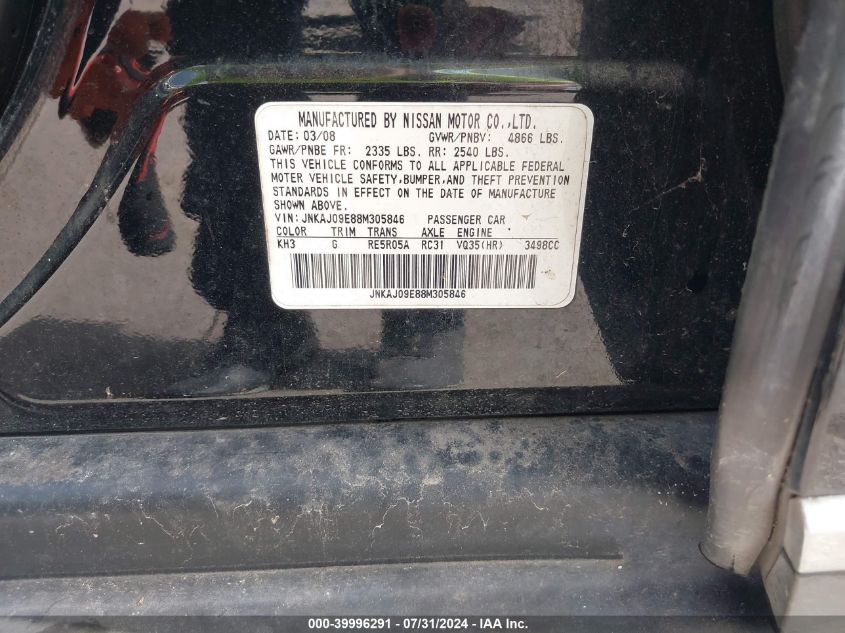 MANUFACTURED BY NISSAN MOTOR CO.,LTD.
DATE: 03/08 GVWR/PNBV: 4866 LBS.
GAWR/PNBE FR: 2335 LBS. RR: 2540 LBS.
THIS VEHICLE CONFORMS TO ALL APPLICABLE FEDERAL
MOTOR VEHICLE SAFETY,BUMPER,AND THEFT PREVENTION
STANDARDS IN EFFECT ON THE DATE OF MANUFACTURE
SHOWN ABOVE.
VIN: JNKAJ09E88M305846 PASSENGER CAR
COLOR TRIM TRANS AXLE ENGINE
KH3 G RE5R05A RC31 VQ35(HR) 3498CC
JNKAJ09E88M305846
000-39996291 - 07/31/2024 - IAA Inc.